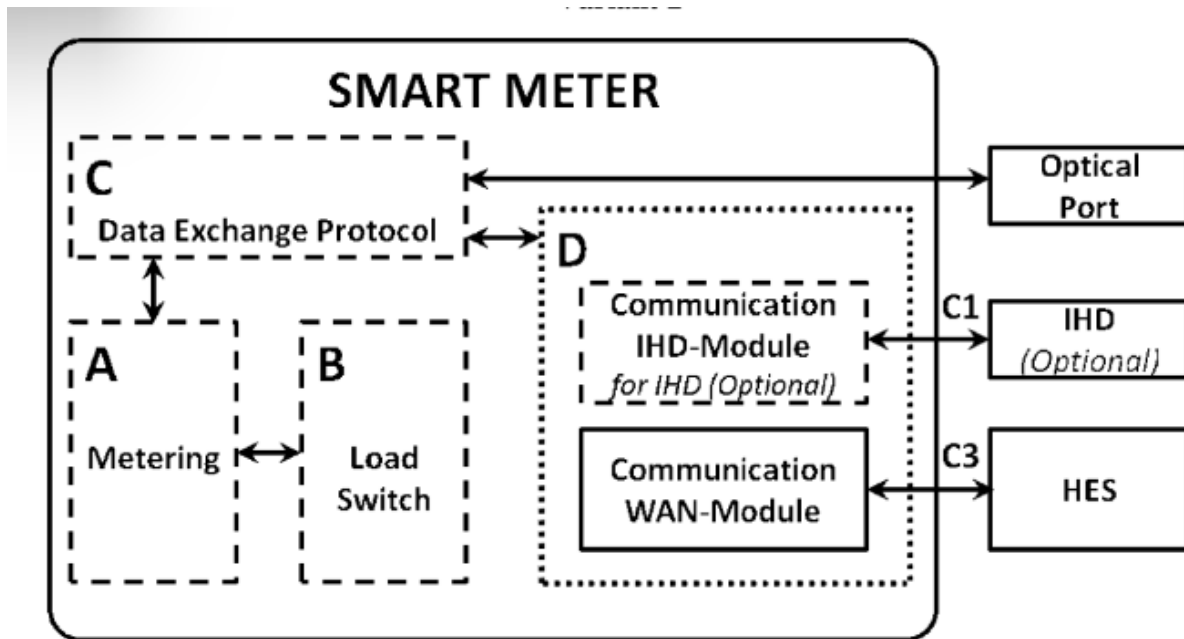 SMART METER
C
Data Exchange Protocol
Optical
Port
D
Communication
IHD-Module
for IHD (Optional)
C1
IHD
(Optional)
A
Metering
B
Load
Switch
Communication
WAN-Module
C3
HES